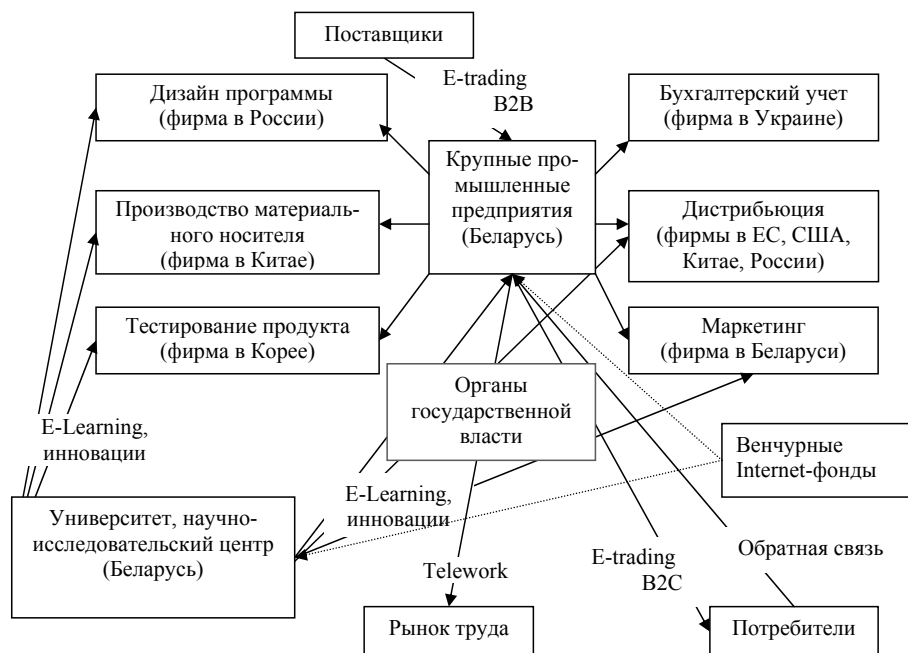 Поставщики
E-trading
B2B
Дизайн программы
(фирма в России)
Бухгалтерский учет
(фирма в Украине)
Крупные про-
мышленные
предприятия
(Беларусь)
Производство материаль-
ного носителя
(фирма в Китае)
Дистрибьюция
(фирмы в ЕС, США,
Китае, России)
Тестирование продукта
(фирма в Корее)
Маркетинг
(фирма в Беларуси)
Органы
государственной
власти
E-Learning,
инновации
Венчурные
Internet-фонды
E-Learning,
инновации
Университет, научно-
исследовательский центр
(Беларусь)
Telework
E-trading
B2C
Обратная связь
Рынок труда
Потребители